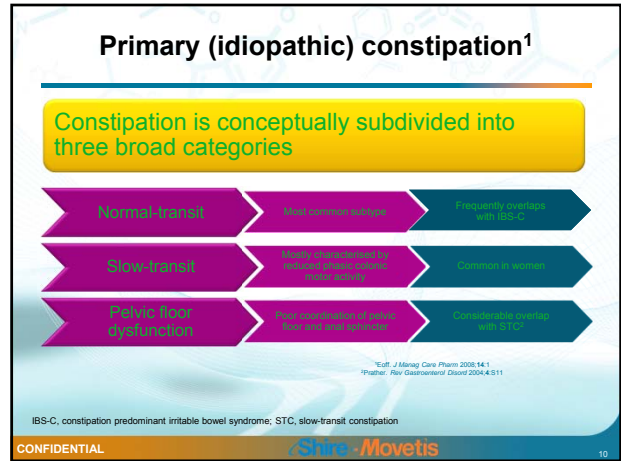 Primary (idiopathic) constipation1
Constipation is conceptually subdivided into
three broad categories
Normal-transit
Most common subtype
Frequently overlaps
with IBS-C
Slow-transit
Mostly characterised by
reduced phasic colonic
motor activity
Common in women
Pelvic floor
dysfunction
Poor coordination of pelvic
floor and anal sphincter
Considerable overlap
with STC2
1Eoff. J Manag Care Pharm 2008;14:1
2Prather. Rev Gastroenterol Disord 2004;4:S11
IBS-C, constipation predominant irritable bowel syndrome; STC, slow-transit constipation
CONFIDENTIAL
Shire - Movetis
10